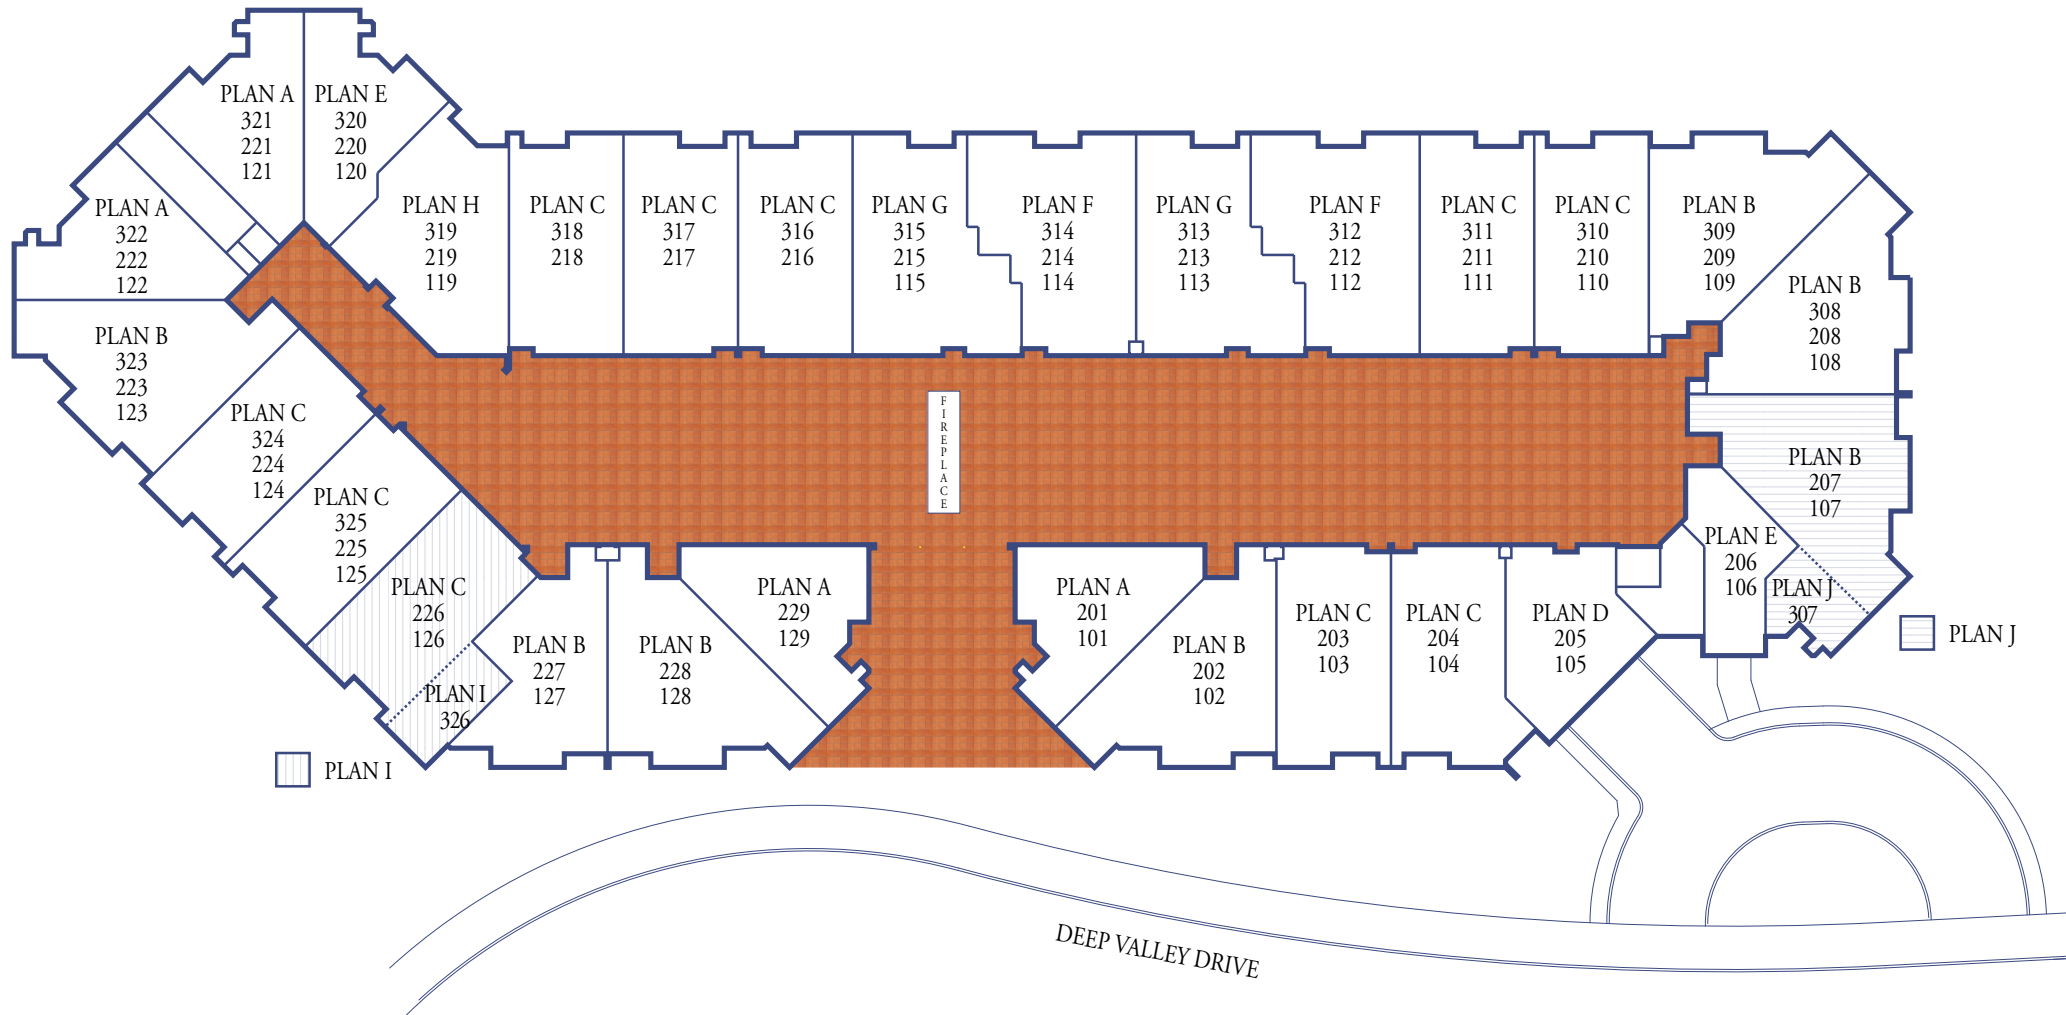 PLAN A
321
221
121
PLAN E
320
220
120
PLAN A
322
222
122
PLAN H
319
219
119
PLAN C
318
218
PLAN C
317
217
PLAN C
316
216
PLAN G
315
215
115
PLAN F
314
214
114
PLAN G
313
213
113
PLAN F
312
212
112
PLAN C
311
211
111
PLAN C
310
210
110
PLAN B
309
209
109
PLAN B
308
208
108
PLAN B
323
223
123
PLAN C
324
224
124
PLAN C
325
225
125
FIREPLACE
PLAN B
207
107
PLAN E
206
106
PLAN J
307
PLAN J
PLAN C
226
126
PLAN I
326
PLAN I
PLAN B
227
127
PLAN B
228
128
PLAN A
229
129
PLAN A
201
101
PLAN B
202
102
PLAN C
203
103
PLAN C
204
104
PLAN D
205
105
DEEP VALLEY DRIVE